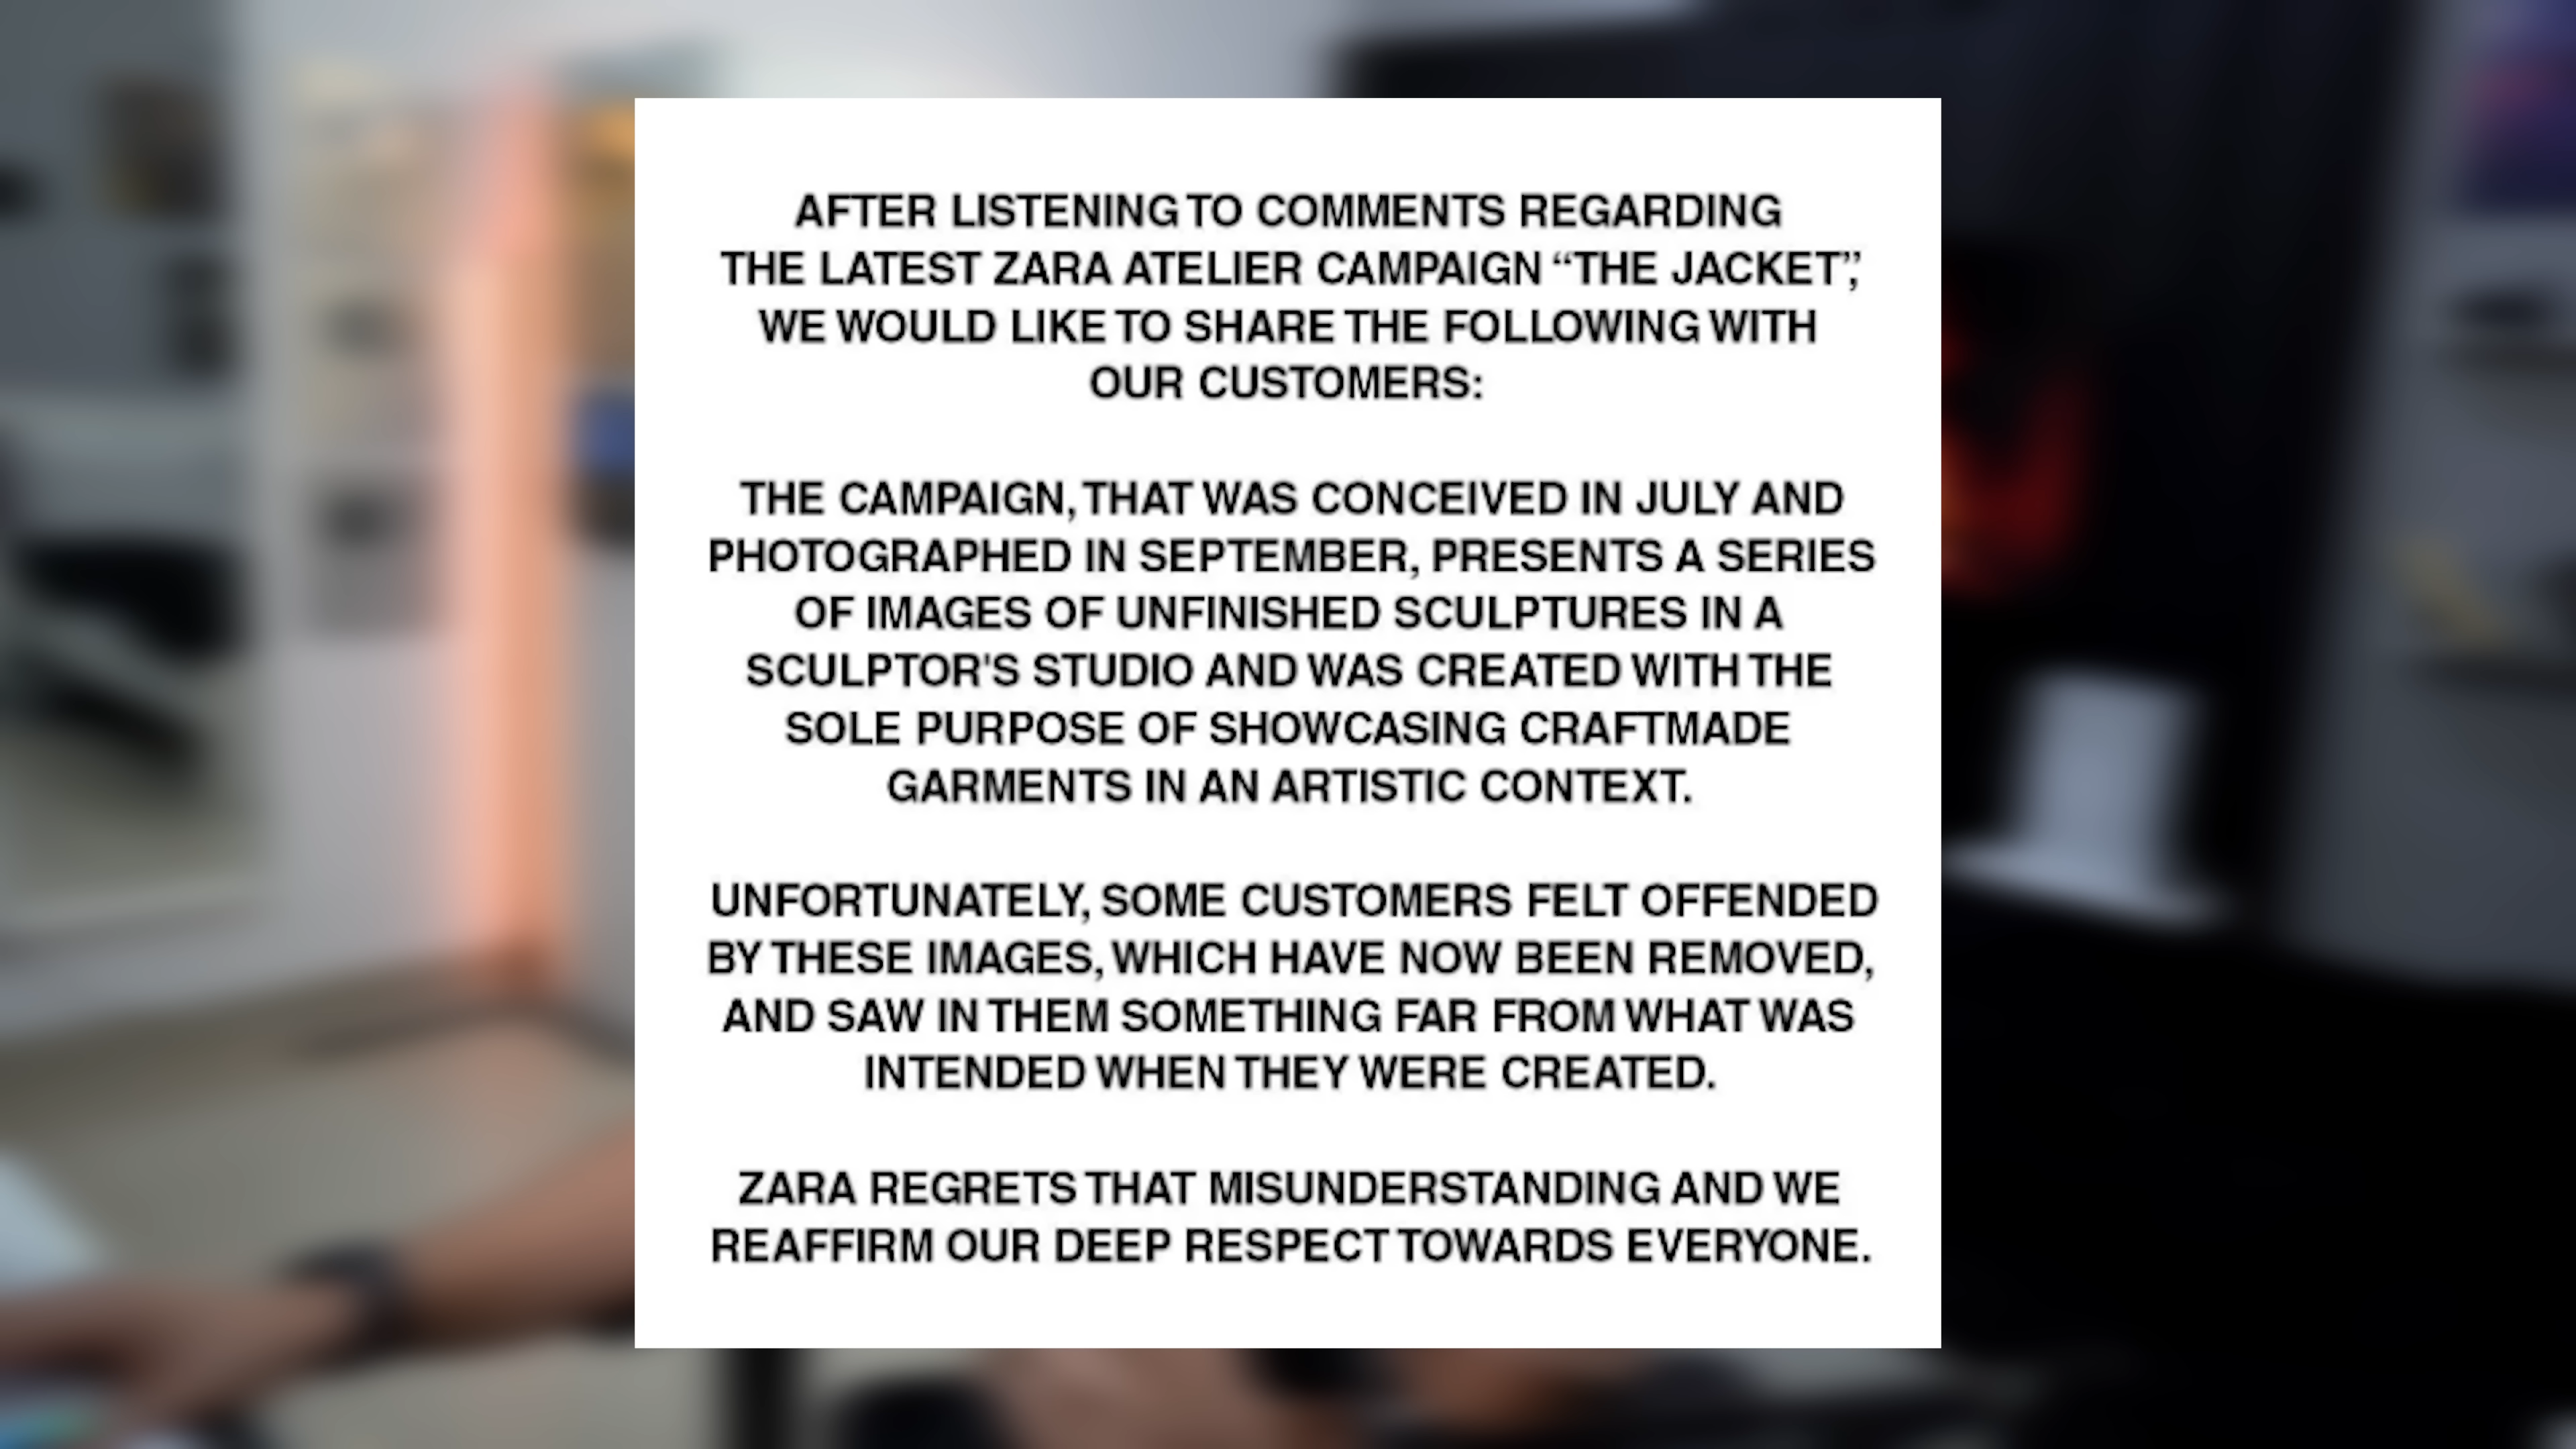 AFTER LISTENING TO COMMENTS REGARDING
THE LATEST ZARA ATELIER CAMPAIGN “THE JACKET”,
WE WOULD LIKE TO SHARE THE FOLLOWING WITH
OUR CUSTOMERS:
THE CAMPAIGN, THAT WAS CONCEIVED IN JULY AND
PHOTOGRAPHED IN SEPTEMBER, PRESENTS A SERIES
OF IMAGES OF UNFINISHED SCULPTURES IN A
SCULPTOR'S STUDIO AND WAS CREATED WITH THE
SOLE PURPOSE OF SHOWCASING CRAFTMADE
GARMENTS IN AN ARTISTIC CONTEXT.
UNFORTUNATELY, SOME CUSTOMERS FELT OFFENDED
BY THESE IMAGES, WHICH HAVE NOW BEEN REMOVED,
AND SAW IN THEM SOMETHING FAR FROM WHAT WAS
INTENDED WHEN THEY WERE CREATED.
ZARA REGRETS THAT MISUNDERSTANDING AND WE
REAFFIRM OUR DEEP RESPECT TOWARDS EVERYONE.